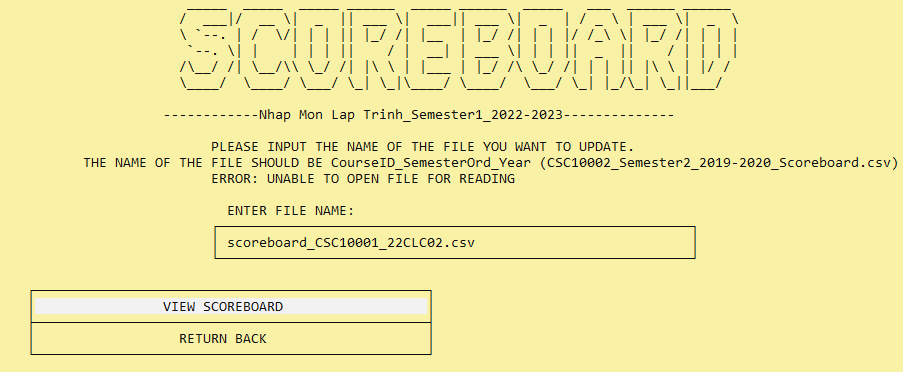 SCOREBOARD
------------Nhap Mon Lap Trinh_Semester1_2022-2023--------------
PLEASE INPUT THE NAME OF THE FILE YOU WANT TO UPDATE.
THE NAME OF THE FILE SHOULD BE CourseID_SemesterOrd_Year (CSC10002_Semester2_2019-2020_Scoreboard.csv)
ERROR: UNABLE TO OPEN FILE FOR READING
ENTER FILE NAME:
scoreboard_CSC10001_22CLC02.csv
VIEW SCOREBOARD
RETURN BACK